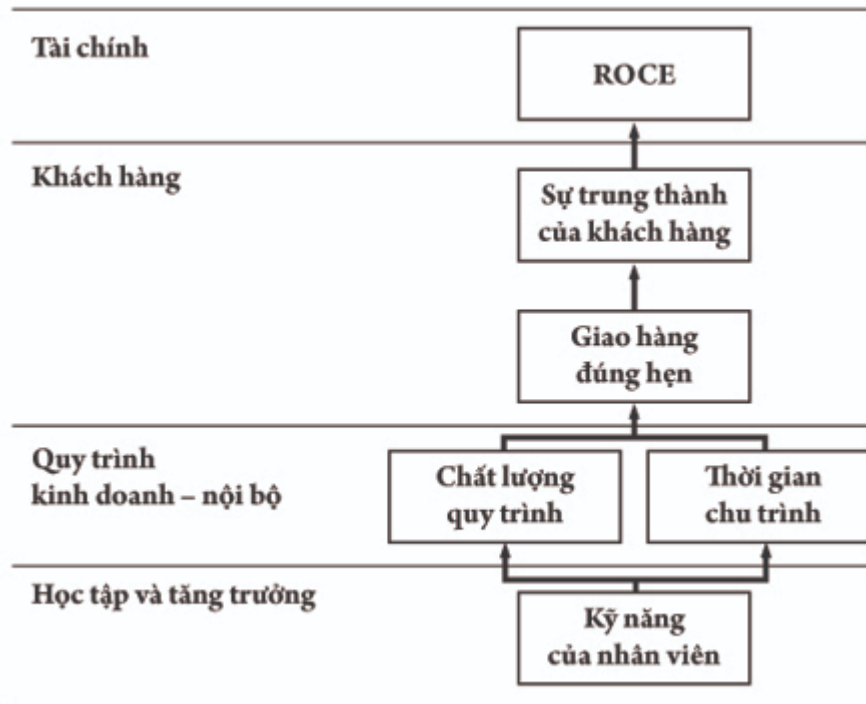 Tài chính
ROCE
Khách hàng
Sự trung thành
của khách hàng
Giao hàng
đúng hẹn
Quy trình
kinh doanh – nội bộ
Chất lượng
quy trình
Thời gian
chu trình
Học tập và tăng trưởng
Kỹ năng
của nhân viên